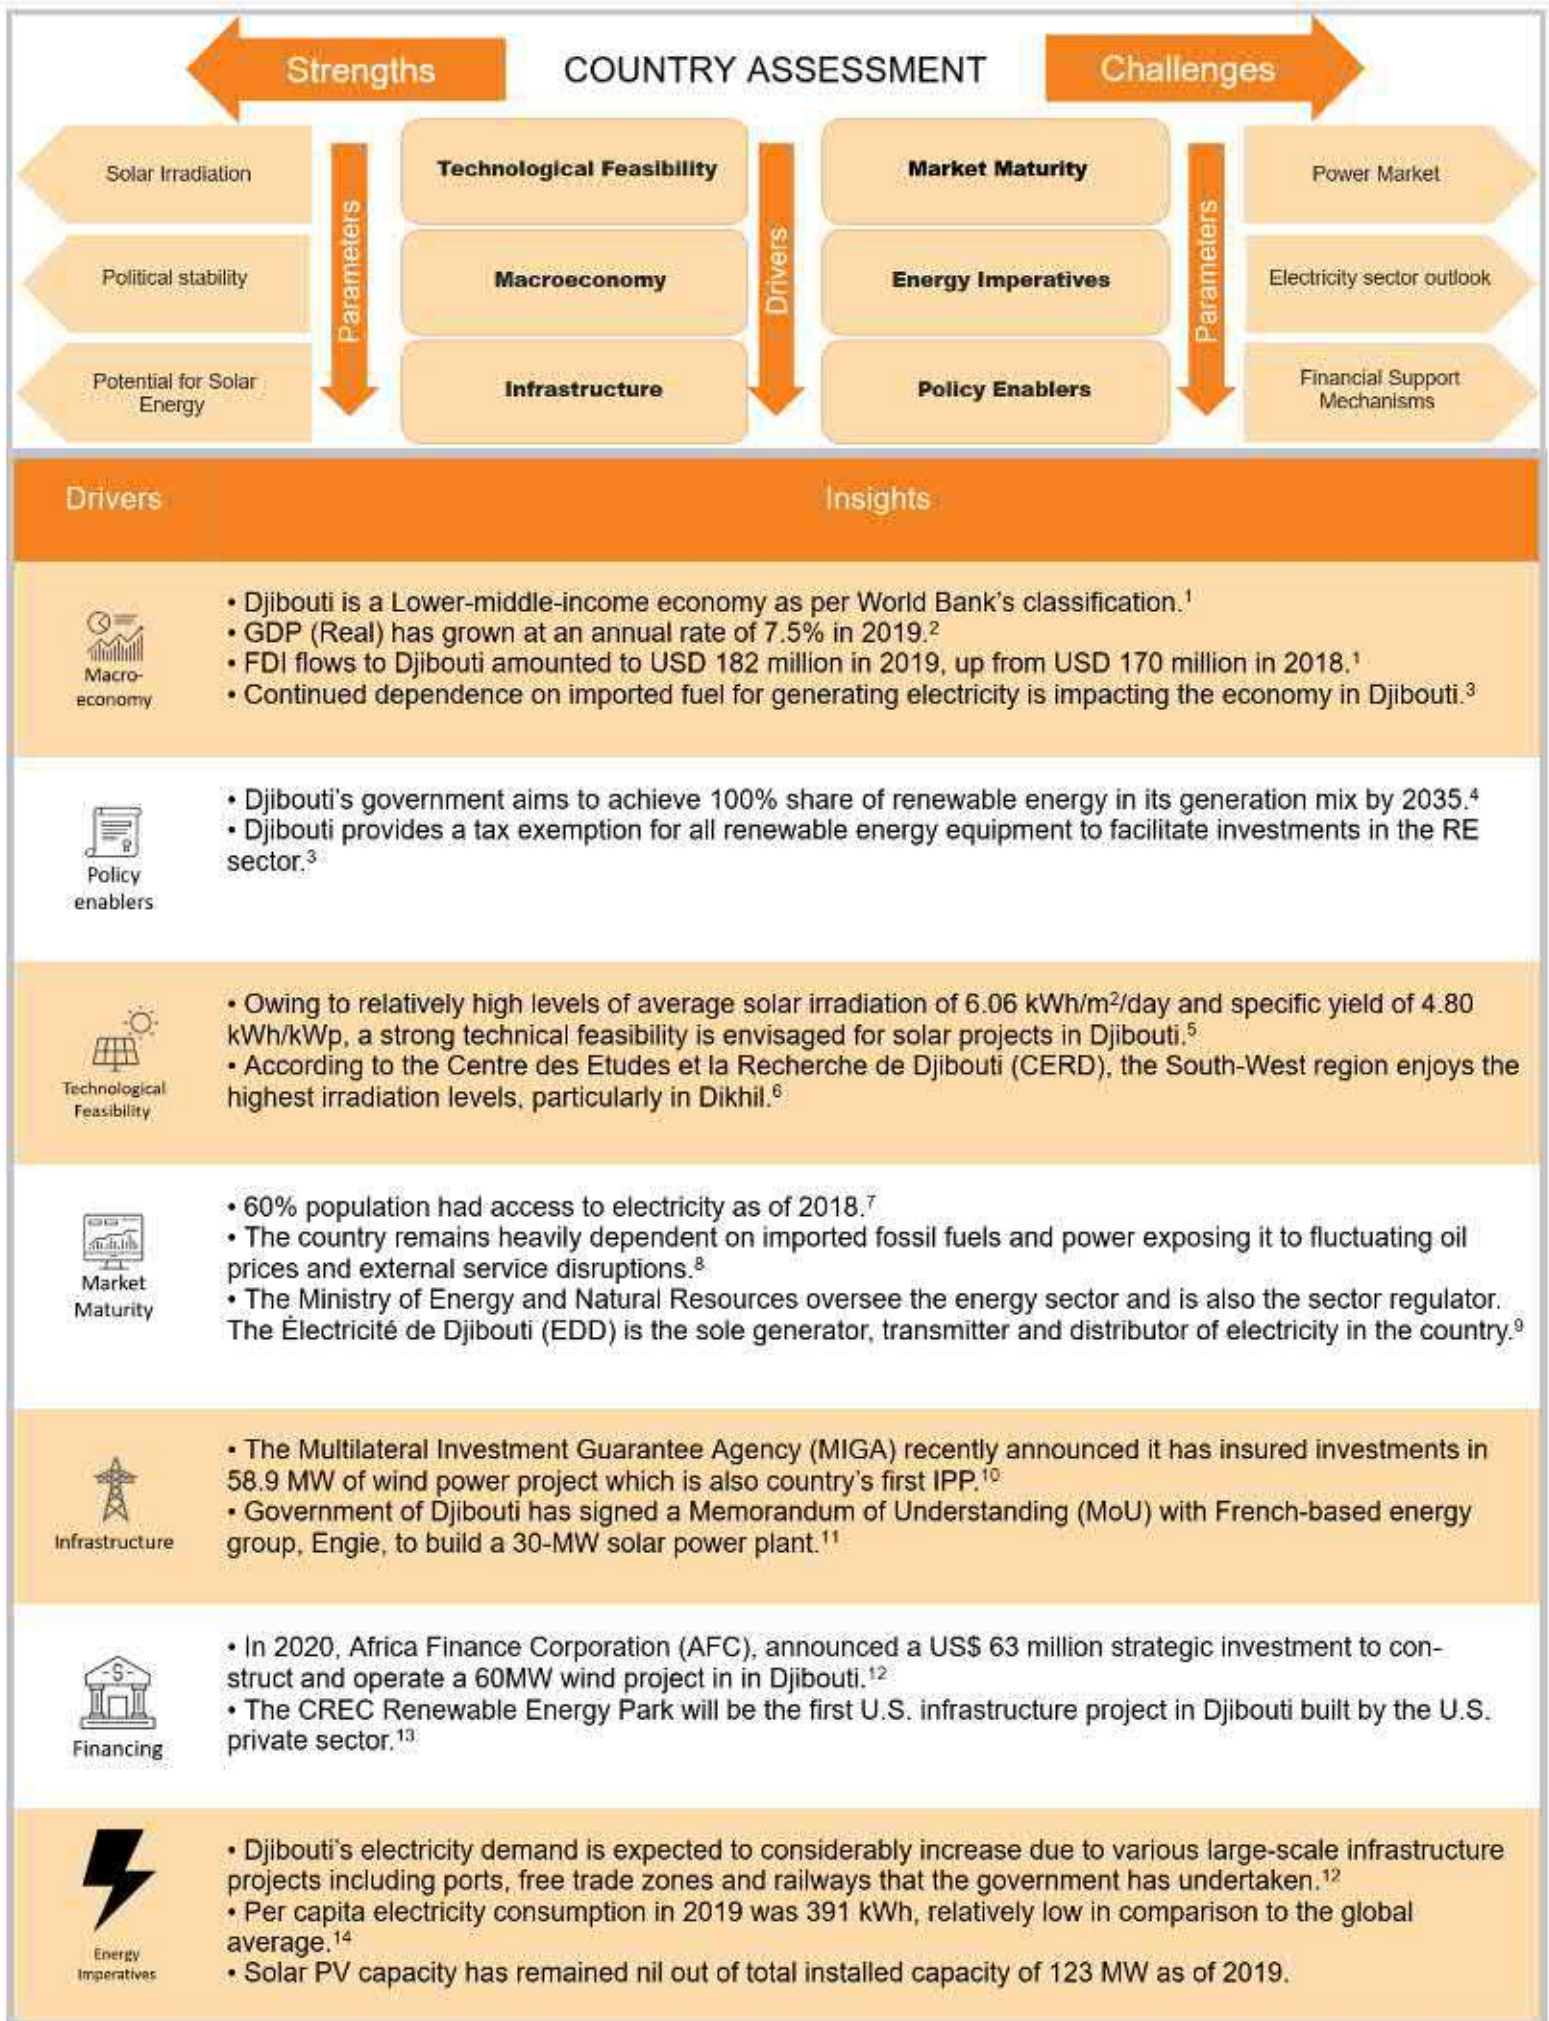 Strengths
COUNTRY ASSESSMENT
Challenges
Solar Irradiation
Political stability
Potential for Solar
Energy
Parameters
Technological Feasibility
Macroeconomy
Infrastructure
Drivers
Market Maturity
Energy Imperatives
Policy Enablers
Parameters
Power Market
Electricity sector outlook
Financial Support
Mechanisms
Drivers
Insights
Macro-
economy
• Djibouti is a Lower-middle-income economy as per World Bank's classification.¹
• GDP (Real) has grown at an annual rate of 7.5% in 2019.²
• FDI flows to Djibouti amounted to USD 182 million in 2019, up from USD 170 million in 2018.¹
• Continued dependence on imported fuel for generating electricity is impacting the economy in Djibouti.³
Policy
enablers
• Djibouti's government aims to achieve 100% share of renewable energy in its generation mix by 2035.⁴
• Djibouti provides a tax exemption for all renewable energy equipment to facilitate investments in the RE
sector.³
Technological
Feasibility
• Owing to relatively high levels of average solar irradiation of 6.06 kWh/m²/day and specific yield of 4.80
kWh/kWp, a strong technical feasibility is envisaged for solar projects in Djibouti.⁵
• According to the Centre des Etudes et la Recherche de Djibouti (CERD), the South-West region enjoys the
highest irradiation levels, particularly in Dikhil.⁶
Market
Maturity
• 60% population had access to electricity as of 2018.⁷
• The country remains heavily dependent on imported fossil fuels and power exposing it to fluctuating oil
prices and external service disruptions.⁸
• The Ministry of Energy and Natural Resources oversee the energy sector and is also the sector regulator.
The Électricité de Djibouti (EDD) is the sole generator, transmitter and distributor of electricity in the country.⁹
Infrastructure
• The Multilateral Investment Guarantee Agency (MIGA) recently announced it has insured investments in
58.9 MW of wind power project which is also country's first IPP.¹⁰
• Government of Djibouti has signed a Memorandum of Understanding (MoU) with French-based energy
group, Engie, to build a 30-MW solar power plant.¹¹
-$-
Financing
• In 2020, Africa Finance Corporation (AFC), announced a US$ 63 million strategic investment to con-
struct and operate a 60MW wind project in in Djibouti.¹²
• The CREC Renewable Energy Park will be the first U.S. infrastructure project in Djibouti built by the U.S.
private sector.¹³
Energy
Imperatives
• Djibouti's electricity demand is expected to considerably increase due to various large-scale infrastructure
projects including ports, free trade zones and railways that the government has undertaken.¹²
• Per capita electricity consumption in 2019 was 391 kWh, relatively low in comparison to the global
average.¹⁴
• Solar PV capacity has remained nil out of total installed capacity of 123 MW as of 2019.